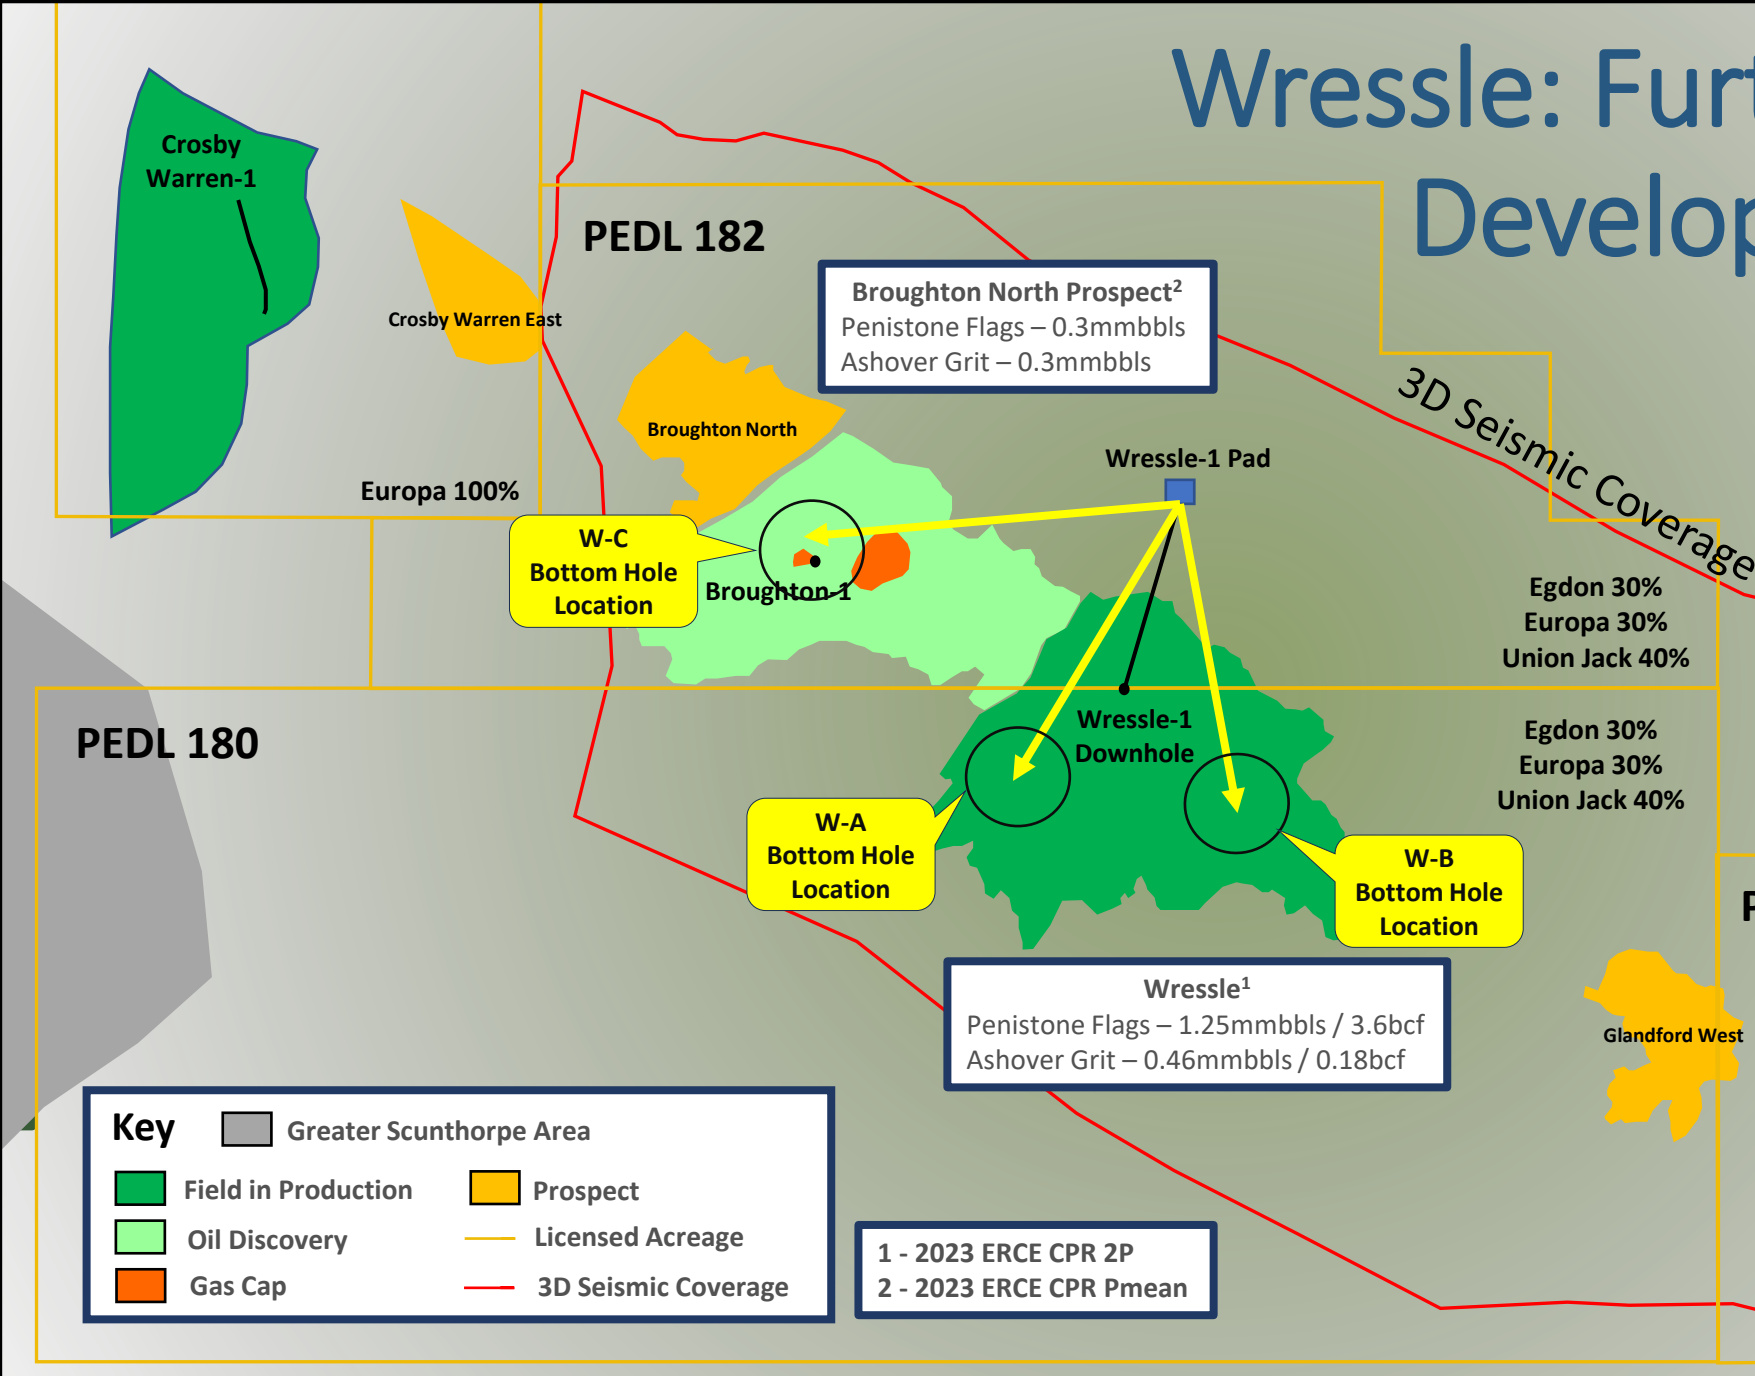 Wressle: Furt
Develop
Crosby
Warren-1
PEDL 182
Broughton North Prospect²
Penistone Flags – 0.3mmbbls
Ashover Grit – 0.3mmbbls
Crosby Warren East
3D Seismic Coverage
Broughton North
Wressle-1 Pad
Europa 100%
W-C
Bottom Hole
Location
Broughton-1
Egdon 30%
Europa 30%
Union Jack 40%
PEDL 180
Wressle-1
Downhole
Egdon 30%
Europa 30%
Union Jack 40%
W-A
Bottom Hole
Location
W-B
Bottom Hole
Location
P
Wressle¹
Penistone Flags – 1.25mmbbls / 3.6bcf
Ashover Grit – 0.46mmbbls / 0.18bcf
Glandford West
Key
Greater Scunthorpe Area
Field in Production
Prospect
Oil Discovery
Licensed Acreage
Gas Cap
3D Seismic Coverage
1 - 2023 ERCE CPR 2P
2 - 2023 ERCE CPR Pmean